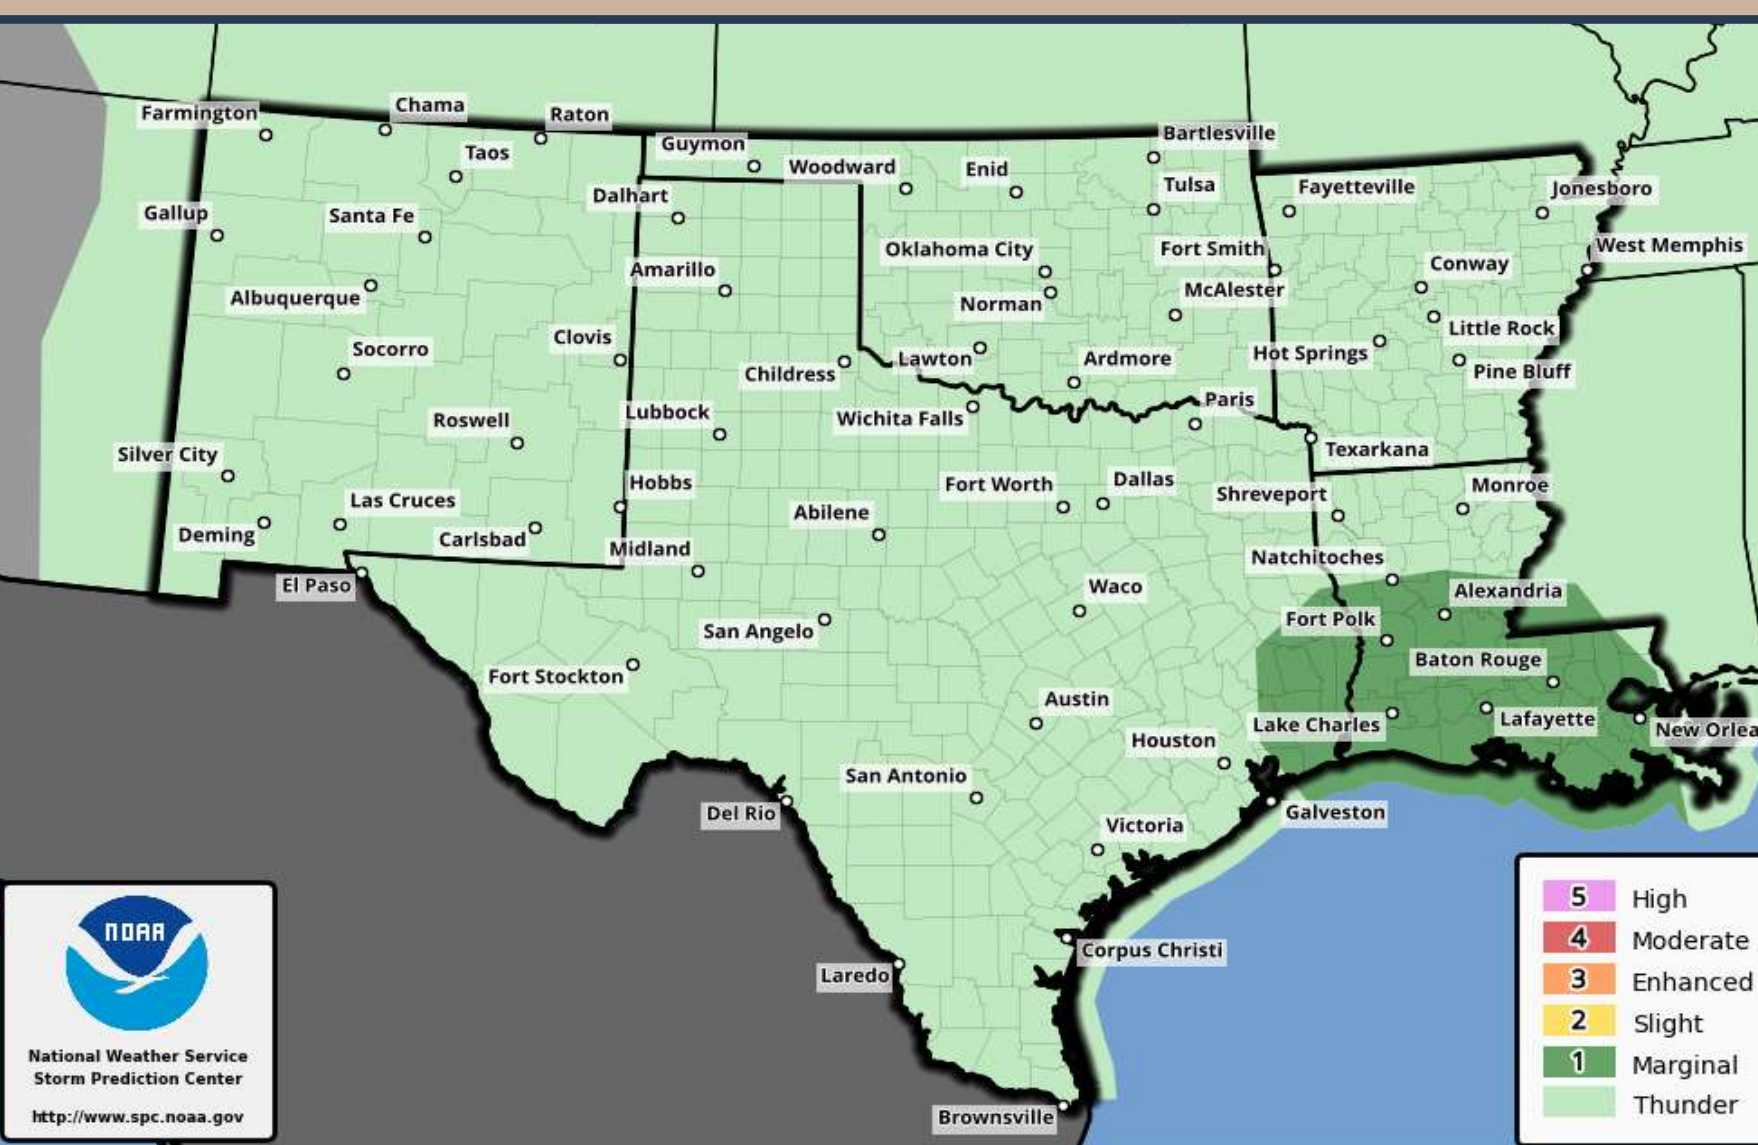 Farmington
Chama
Raton
Bartlesville
Guymon
Taos
Woodward
Enid
Tulsa
Fayetteville
Jonesboro
Dalhart
Gallup
Santa Fe
Oklahoma City
Fort Smith
West Memphis
Amarillo
Conway
Albuquerque
Norman
McAlester
Little Rock
Clovis
Socorro
Childress
Lawton
Ardmore
Hot Springs
Pine Bluff
Paris
Lubbock
Wichita Falls
Roswell
Texarkana
Silver City
Hobbs
Fort Worth
Dallas
Shreveport
Monroe
Las Cruces
Abilene
Deming
Carlsbad
Midland
Natchitoches
El Paso
Waco
Alexandria
San Angelo
Fort Polk
Baton Rouge
Fort Stockton
Austin
Lake Charles
Lafayette
New Orlea
Houston
San Antonio
Del Rio
Galveston
Victoria
Corpus Christi
Laredo
Brownsville
NOAA
National Weather Service
Storm Prediction Center
http://www.spc.noaa.gov
5 High
4 Moderate
3 Enhanced
2 Slight
1 Marginal
Thunder